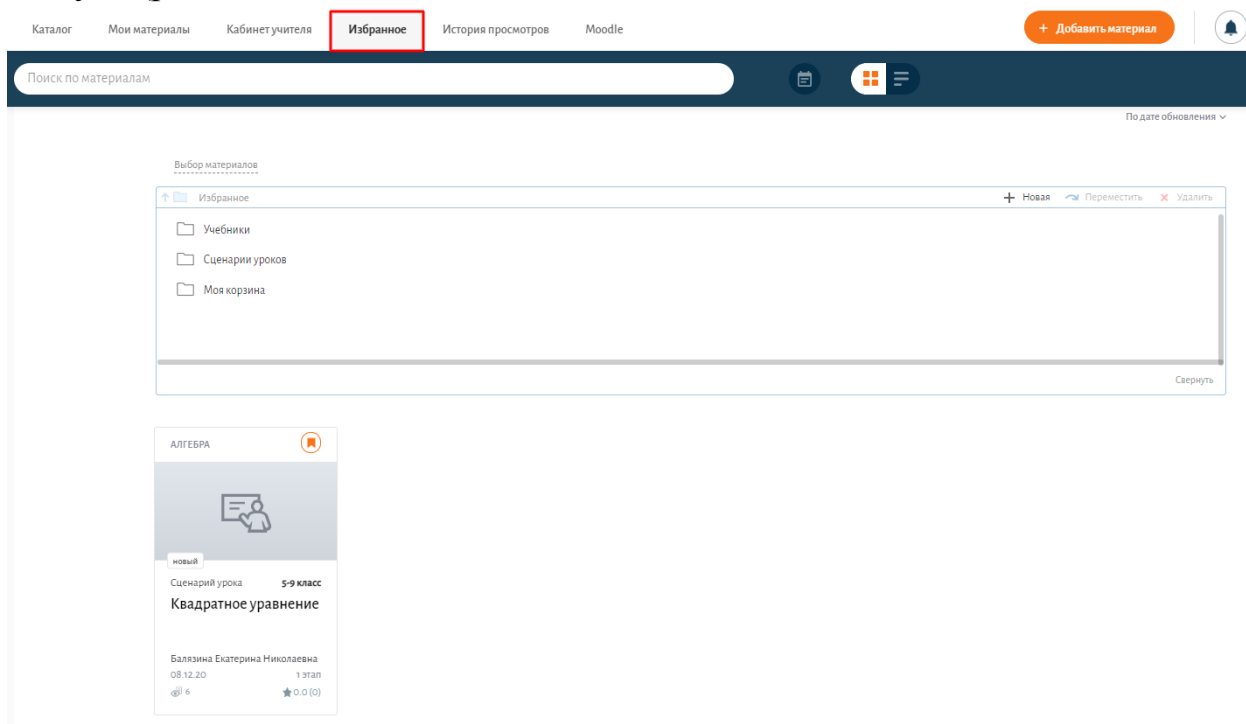 Каталог Мои материалы Кабинет учителя Избранное История просмотров Moodle + Добавить материал
Поиск по материалам
По дате обновления
Выбор материалов
Избранное + Новая Переместить Удалить
Учебники
Сценарии уроков
Моя корзина
Свернуть
АЛГЕБРА
новый
Сценарий урока 5-9 класс
Квадратное уравнение
Балязина Екатерина Николаевна
08.12.20 1 этап
6 0.0 (0)